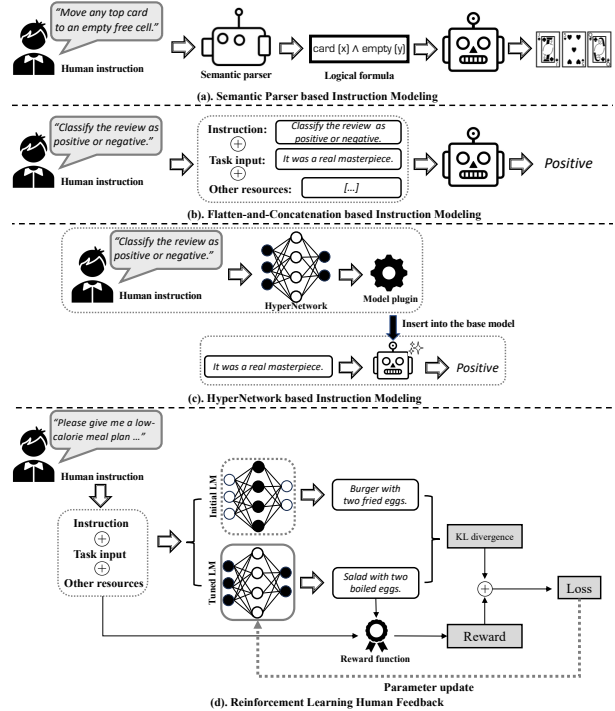 “Move any top card
to an empty free cell.”
Human instruction
Semantic parser
card (x) ∧ empty (y)
Logical formula
(a). Semantic Parser based Instruction Modeling
“Classify the review as
positive or negative.”
Human instruction
Instruction:
Classify the review as
positive or negative.”
Task input:
It was a real masterpiece.
Other resources:
[...]
Positive
(b). Flatten-and-Concatenation based Instruction Modeling
“Classify the review as
positive or negative.”
Human instruction
HyperNetwork
Model plugin
Insert into the base model
It was a real masterpiece.
Positive
(c). HyperNetwork based Instruction Modeling
“Please give me a low-
calorie meal plan ...”
Human instruction
Instruction
Task input
Other resources
Initial LM
Burger with
two fried eggs.
Tuned LM
Salad with two
boiled eggs.
KL divergence
Loss
Reward function
Reward
Parameter update
(d). Reinforcement Learning Human Feedback